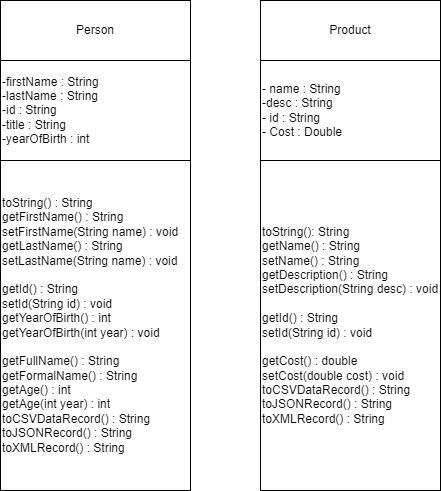 Person
-firstName : String
-lastName : String
-id : String
-title : String
-yearOfBirth : int
toString() : String
getFirstName() : String
setFirstName(String name) : void
getLastName() : String
setLastName(String name) : void
getId() : String
setId(String id) : void
getYearOfBirth() : int
getYearOfBirth(int year) : void
getFullName() : String
getFormalName() : String
getAge() : int
getAge(int year) : int
toCSVDataRecord() : String
toJSONRecord() : String
toXMLRecord() : String
Product
- name : String
-desc : String
- id : String
- Cost : Double
toString(): String
getName() : String
setName() : String
getDescription() : String
setDescription(String desc) : void
getId() : String
setId(String id) : void
getCost() : double
setCost(double cost) : void
toCSVDataRecord() : String
toJSONRecord() : String
toXMLRecord() : String